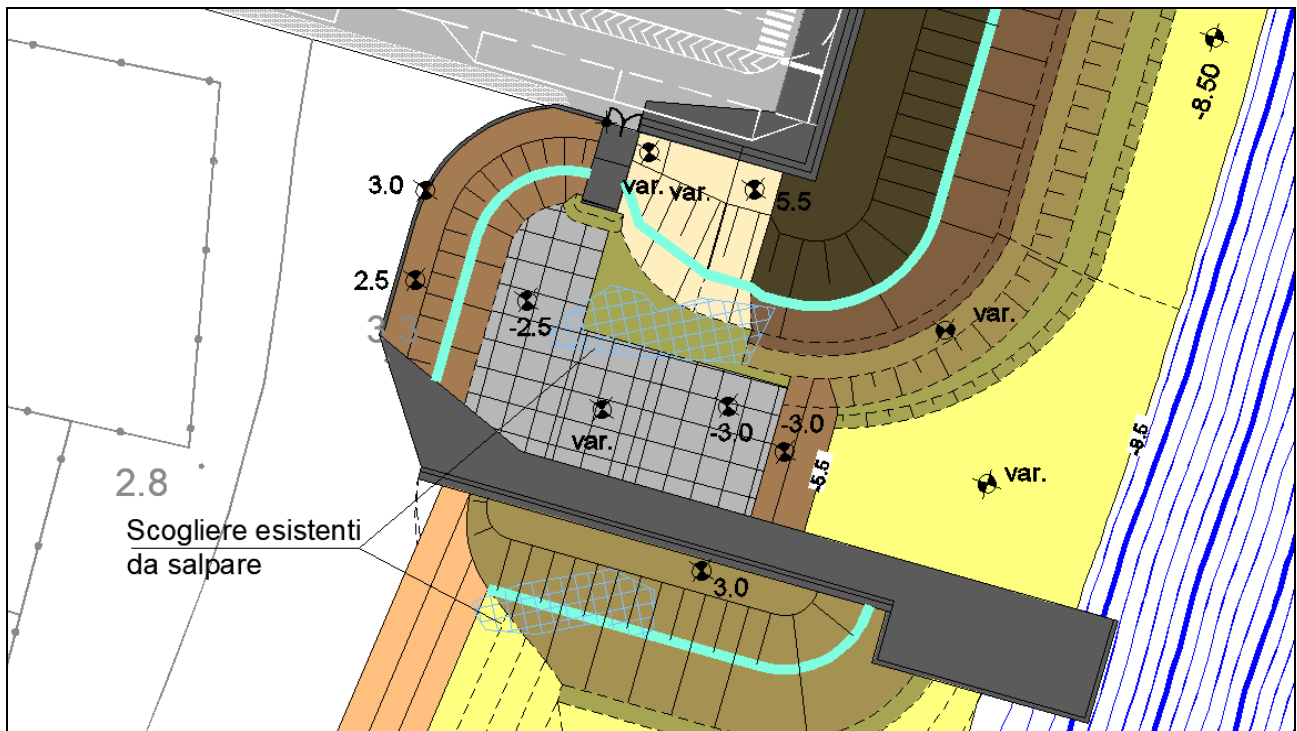 -8.50
3.0
var. var.
5.5
2.5
3.3
-2.5
var.
-3.0
-3.0
var.
-5.5
-8.5
var.
2.8
Scogliere esistenti
da salpare
3.0